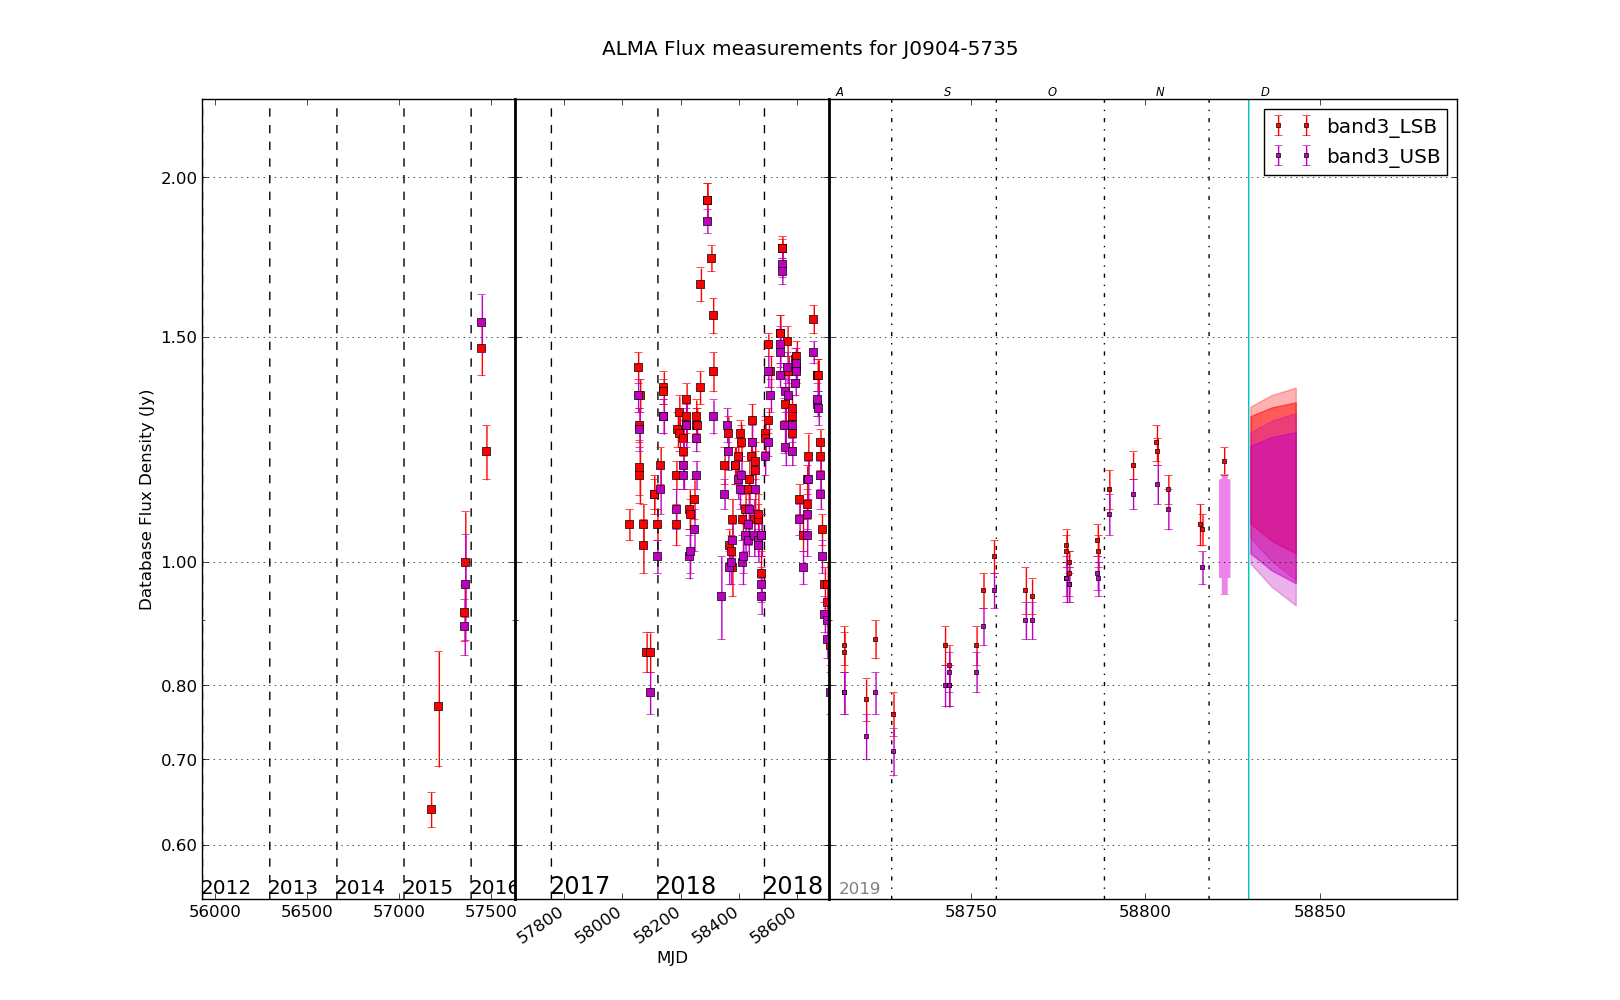 ALMA Flux measurements for J0904-5735
A S O N D
band3_LSB
band3_USB
2.00
1.50
1.00
0.80
0.70
0.60
Database Flux Density (Jy)
2012 2013 2014 2015 2016 2017 2018 2018 2019
56000 56500 57000 57500 57800 58000 58200 58400 58600 58750 58800 58850
MJD